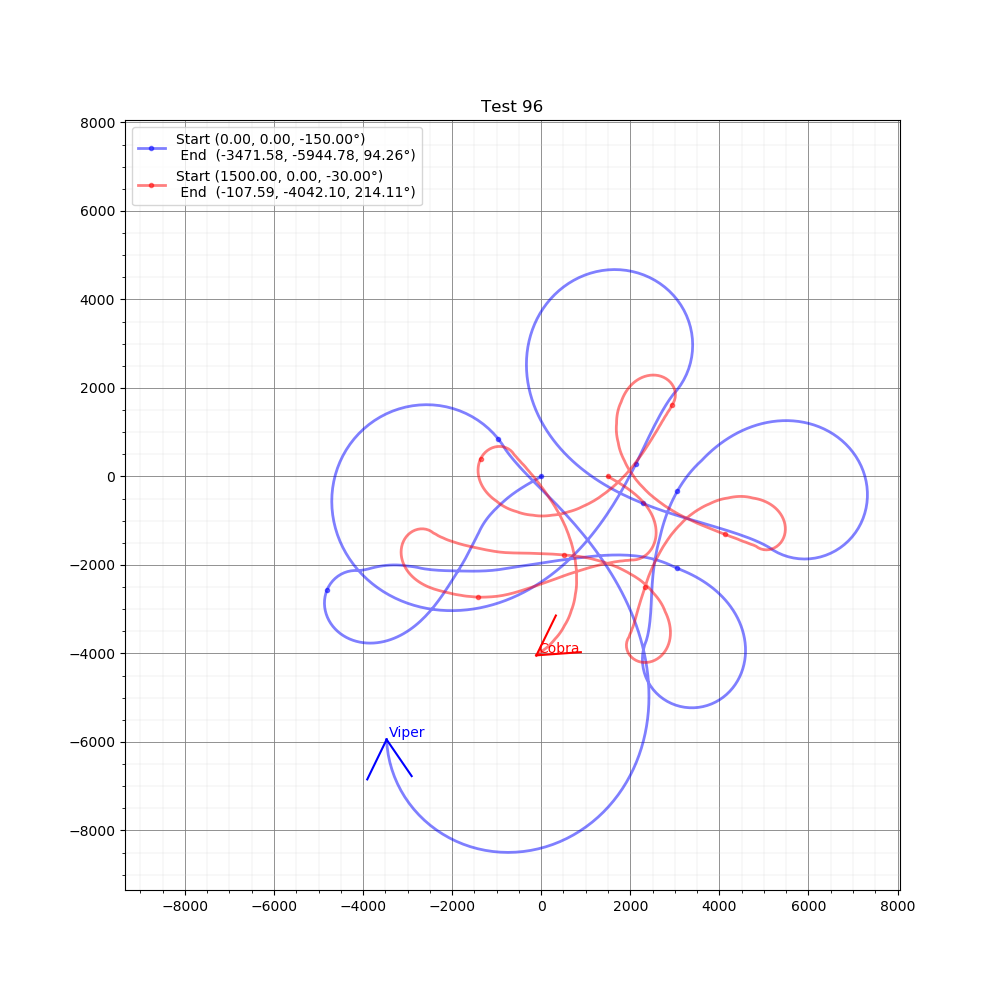 Test 96
Start (0.00, 0.00, -150.00°)
End (-3471.58, -5944.78, 94.26°)
Start (1500.00, 0.00, -30.00°)
End (-107.59, -4042.10, 214.11°)
8000
6000
4000
2000
0
−2000
−4000
−6000
−8000
Cobra
Viper
−8000 −6000 −4000 −2000 0 2000 4000 6000 8000